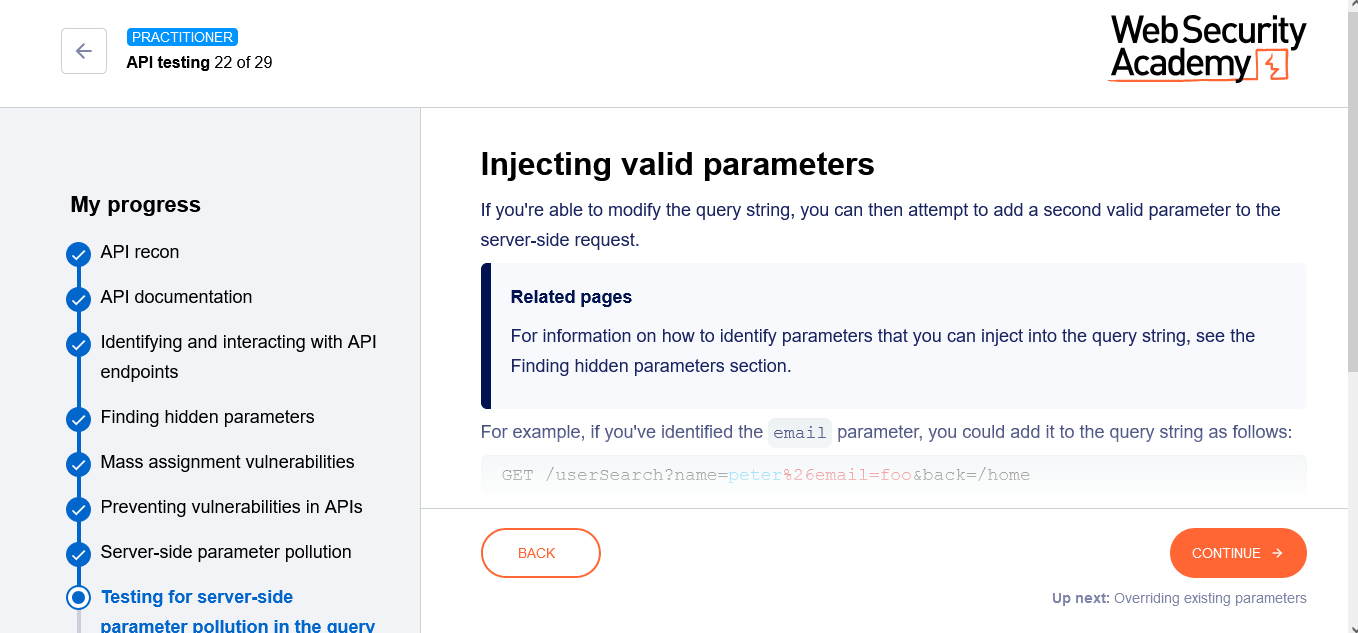 PRACTITIONER
API testing 22 of 29
Web Security
Academy
My progress
API recon
API documentation
Identifying and interacting with API
endpoints
Finding hidden parameters
Mass assignment vulnerabilities
Preventing vulnerabilities in APIs
Server-side parameter pollution
Testing for server-side
parameter pollution in the query
Injecting valid parameters
If you're able to modify the query string, you can then attempt to add a second valid parameter to the
server-side request.
Related pages
For information on how to identify parameters that you can inject into the query string, see the
Finding hidden parameters section.
For example, if you've identified the email parameter, you could add it to the query string as follows:
GET /userSearch?name=peter%26email=foo&back=/home
BACK
CONTINUE
Up next: Overriding existing parameters